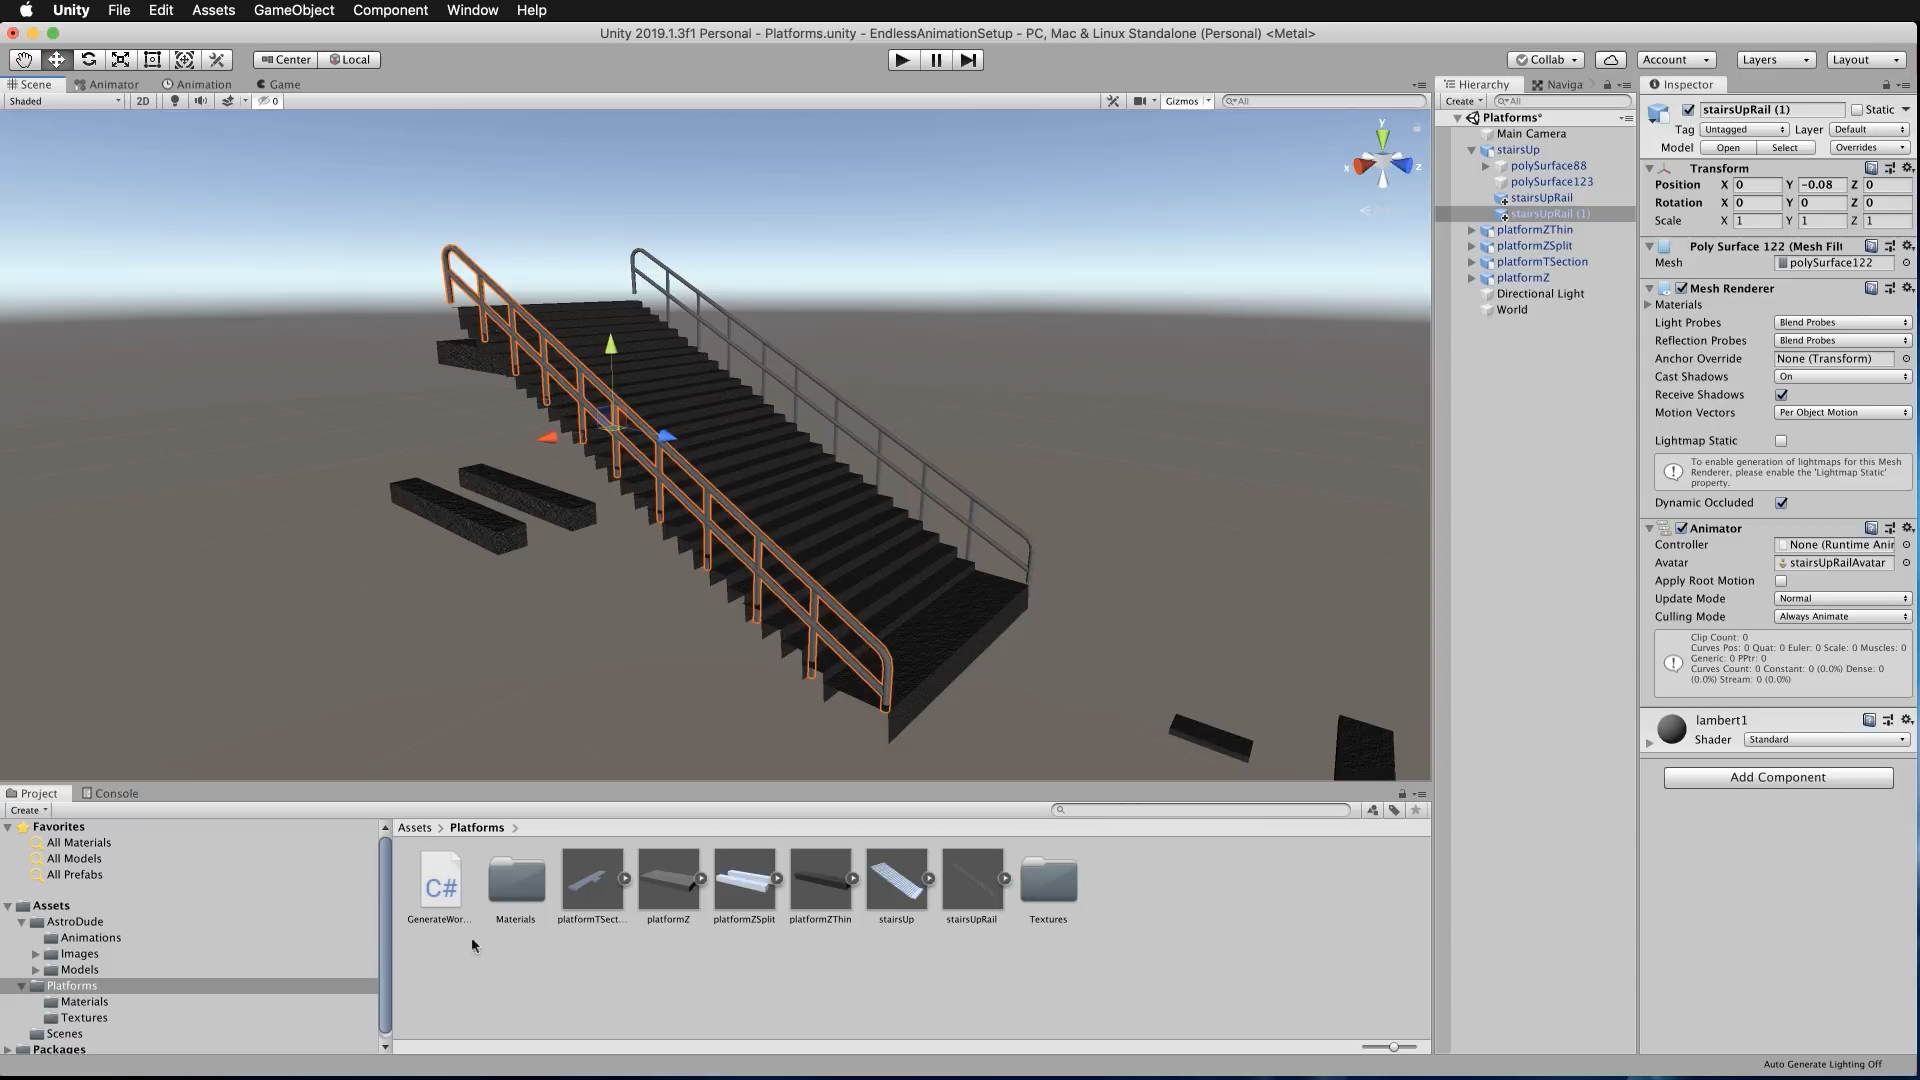 Unity File Edit Assets GameObject Component Window Help
Unity 2019.1.3f1 Personal - Platforms.unity - EndlessAnimationSetup - PC, Mac & Linux Standalone (Personal) <Metal>
Center Local
Collab Account Layers Layout
Scene Animator Animation Game
Shaded 2D 0 Gizmos All
y
x
z
Hierarchy Naviga
Create All
Platforms*
Main Camera
stairsUp
polySurface88
polySurface123
stairsUpRail
stairsUpRail (1)
platformZThin
platformZSplit
platformTSection
platformZ
Directional Light
World
Inspector
stairsUpRail (1) Static
Tag Untagged Layer Default
Model Open Select Overrides
Transform
Position X 0 Y -0.08 Z 0
Rotation X 0 Y 0 Z 0
Scale X 1 Y 1 Z 1
Poly Surface 122 (Mesh Filt
Mesh polySurface122
Mesh Renderer
Materials
Light Probes Blend Probes
Reflection Probes Blend Probes
Anchor Override None (Transform)
Cast Shadows On
Receive Shadows
Motion Vectors Per Object Motion
Lightmap Static
To enable generation of lightmaps for this Mesh
Renderer, please enable the 'Lightmap Static'
property.
Dynamic Occluded
Animator
Controller None (Runtime Anir
Avatar stairsUpRailAvatar
Apply Root Motion
Update Mode Normal
Culling Mode Always Animate
Clip Count: 0
Curves Pos: 0 Quat: 0 Euler: 0 Scale: 0 Muscles: 0
Generic: 0 PPtr: 0
Curves Count: 0 Constant: 0 (0.0%) Dense: 0
(0.0%) Stream: 0 (0.0%)
lambert1
Shader Standard
Add Component
Project Console
Create
Favorites
All Materials
All Models
All Prefabs
Assets
AstroDude
Animations
Images
Models
Platforms
Materials
Textures
Scenes
Packages
Assets > Platforms >
C#
GenerateWor... Materials platformTSect... platformZ platformZSplit platformZThin stairsUp stairsUpRail Textures
Auto Generate Lighting Off